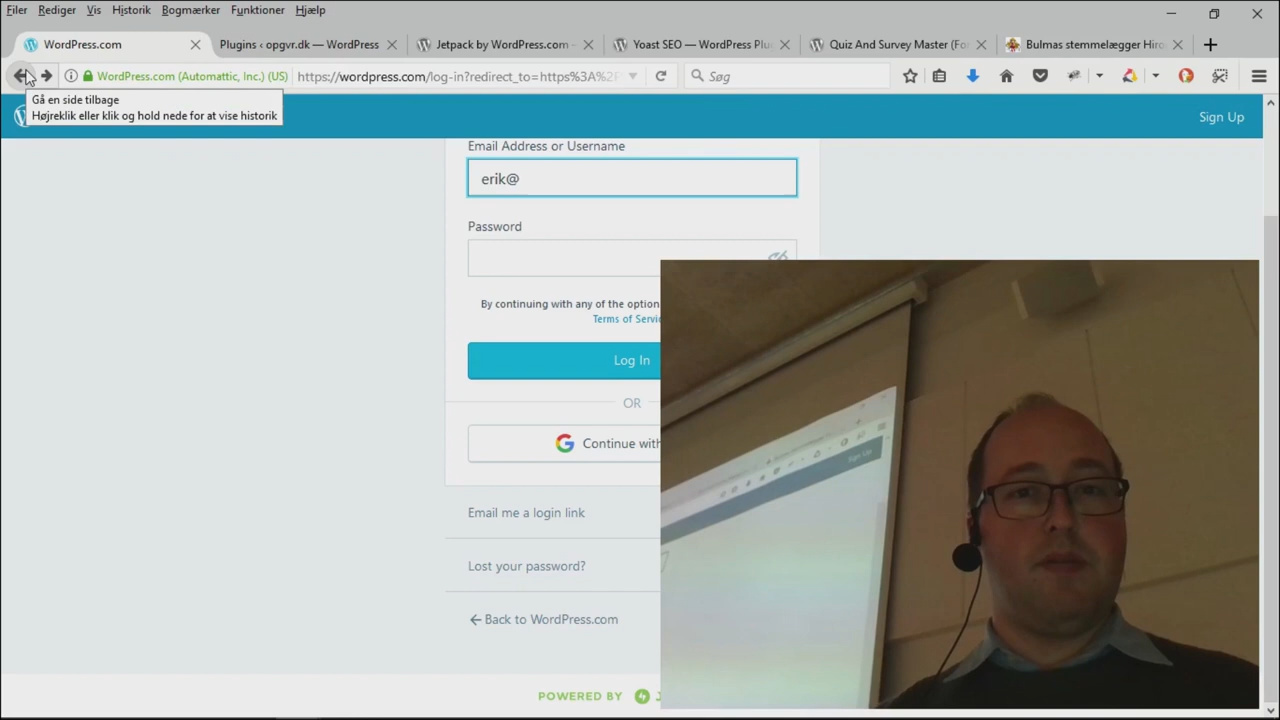 Filer Rediger Vis Historik Bogmærker Funktioner Hjælp
WordPress.com
Plugins ‹ opgvr.dk — WordPress
Jetpack by WordPress.com -
Yoast SEO — WordPress Plu
Quiz And Survey Master (For
Bulmas stemmelægger Hiro
WordPress.com (Automattic, Inc.) (US)
https://wordpress.com/log-in?redirect_to=https%3A%2F
Søg
Gå en side tilbage
Højreklik eller klik og hold nede for at vise historik
Sign Up
Email Address or Username
erik@
Password
By continuing with any of the option
Terms of Servi
Log In
OR
Continue with
Email me a login link
Lost your password?
Back to WordPress.com
POWERED BY
Sign Up